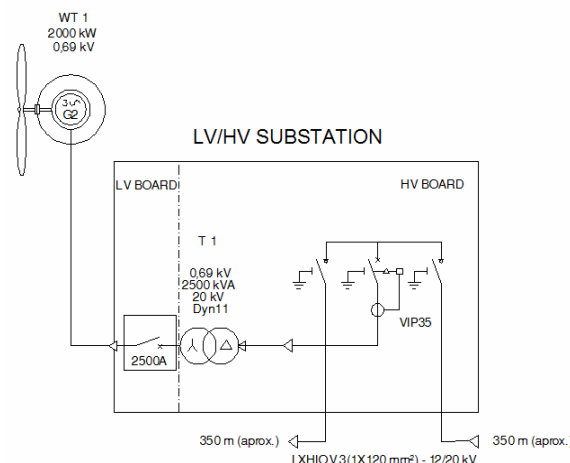 WT 1
2000 kW
0,69 kV
3
G2
LV/HV SUBSTATION
LV BOARD
HV BOARD
T 1
0,69 kV
2500 kVA
20 kV
Dyn11
VIP35
2500A
350 m (aprox.)
350 m (aprox.)
LXHIOV 3(1X120 mm²) - 12/20 kV